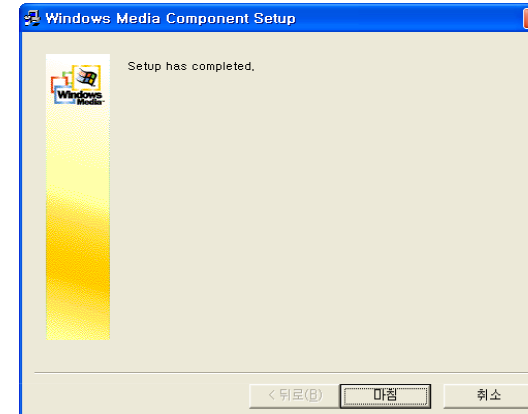 Windows Media Component Setup
Setup has completed.
Windows
Media
< 뒤로(B)
마침
취소